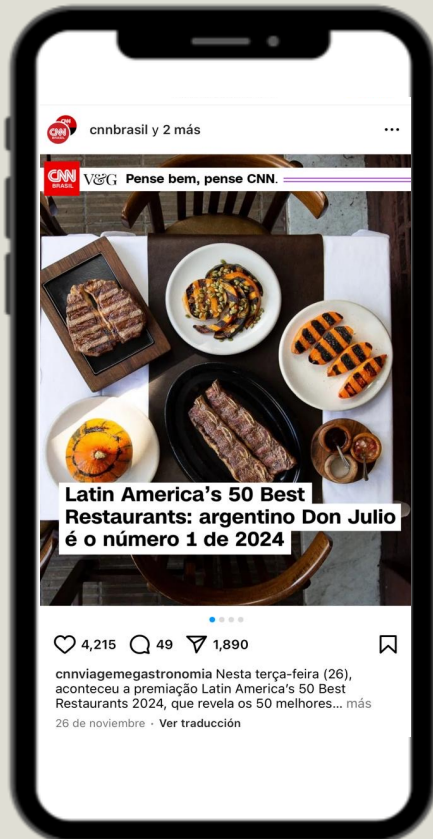 cnnbrasil y 2 más
CNN
BRASIL
V&G Pense bem, pense CNN.
Latin America's 50 Best
Restaurants: argentino Don Julio
é o número 1 de 2024
4,215 49 1,890
cnnviagemegastronomia Nesta terça-feira (26),
aconteceu a premiação Latin America's 50 Best
Restaurants 2024, que revela os 50 melhores... más
26 de noviembre · Ver traducción